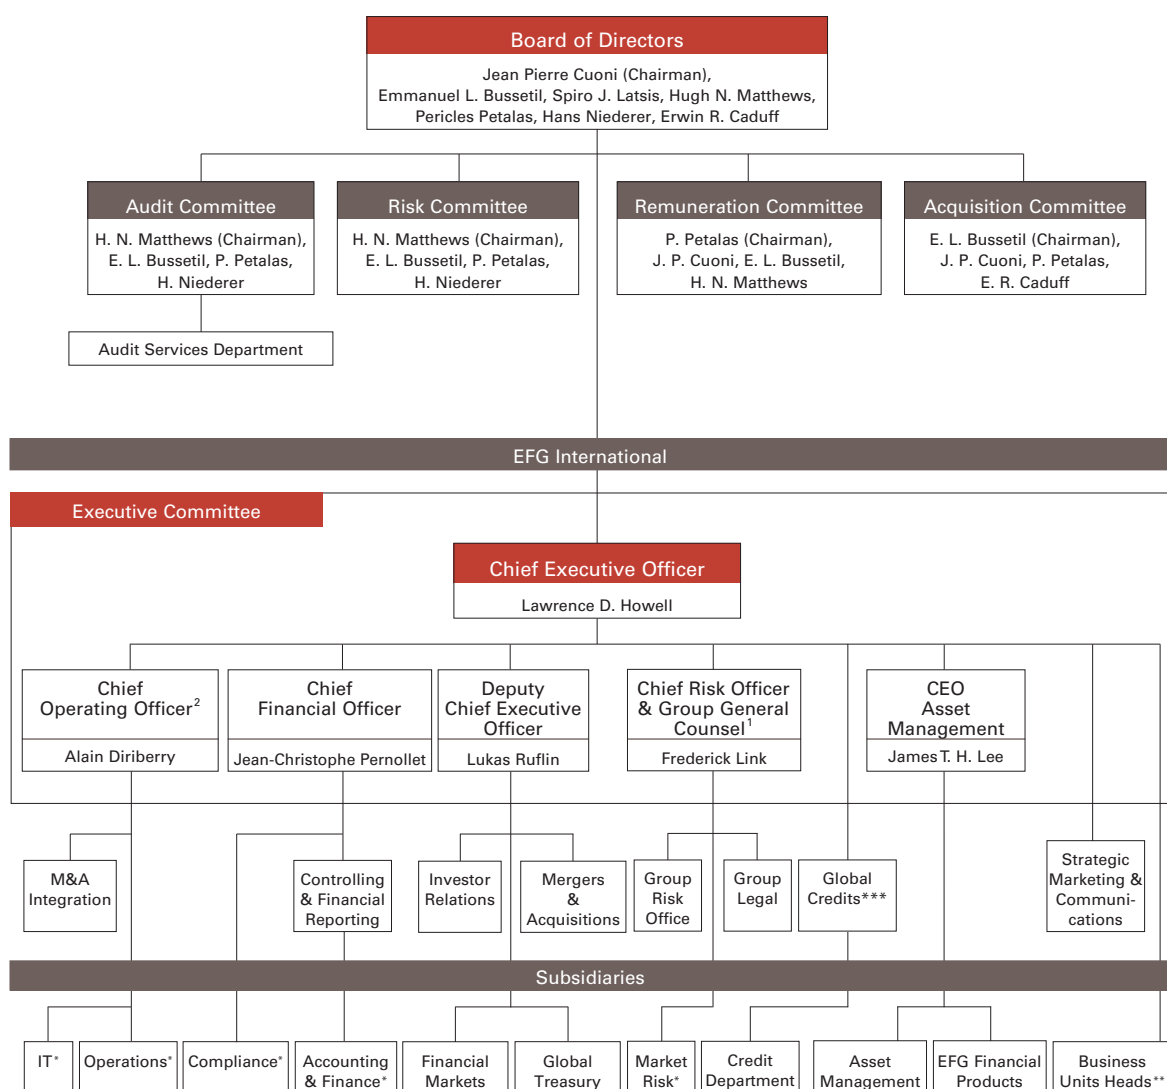 Board of Directors
Jean Pierre Cuoni (Chairman),
Emmanuel L. Bussetil, Spiro J. Latsis, Hugh N. Matthews,
Pericles Petalas, Hans Niederer, Erwin R. Caduff
Audit Committee
H. N. Matthews (Chairman),
E. L. Bussetil, P. Petalas,
H. Niederer
Risk Committee
H. N. Matthews (Chairman),
E. L. Bussetil, P. Petalas,
H. Niederer
Remuneration Committee
P. Petalas (Chairman),
J. P. Cuoni, E. L. Bussetil,
H. N. Matthews
Acquisition Committee
E. L. Bussetil (Chairman),
J. P. Cuoni, P. Petalas,
E. R. Caduff
Audit Services Department
EFG International
Executive Committee
Chief Executive Officer
Lawrence D. Howell
Chief
Operating Officer²
Alain Diriberry
Chief
Financial Officer
Jean-Christophe Pernollet
Deputy
Chief Executive
Officer
Lukas Ruflin
Chief Risk Officer
& Group General
Counsel¹
Frederick Link
CEO
Asset
Management
James T. H. Lee
M&A
Integration
Controlling
& Financial
Reporting
Investor
Relations
Mergers
&
Acquisitions
Group
Risk
Office
Group
Legal
Global
Credits***
Strategic
Marketing &
Communi-
cations
Subsidiaries
IT*
Operations*
Compliance*
Accounting
& Finance*
Financial
Markets
Global
Treasury
Market
Risk*
Credit
Department
Asset
Management
EFG Financial
Products
Business
Units Heads**